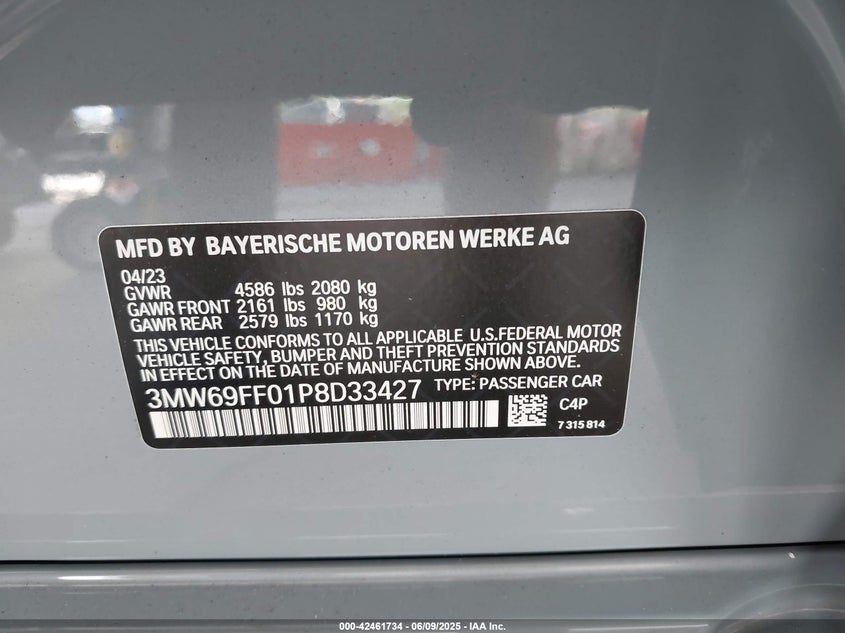 MFD BY BAYERISCHE MOTOREN WERKE AG
04/23
GVWR 4586 lbs 2080 kg
GAWR FRONT 2161 lbs 980 kg
GAWR REAR 2579 lbs 1170 kg
THIS VEHICLE CONFORMS TO ALL APPLICABLE U.S.FEDERAL MOTOR
VEHICLE SAFETY, BUMPER AND THEFT PREVENTION STANDARDS
IN EFFECT ON THE DATE OF MANUFACTURE SHOWN ABOVE.
3MW69FF01P8D33427 TYPE: PASSENGER CAR
C4P
7 315 814
000-42461734 - 06/09/2025 - IAA Inc.